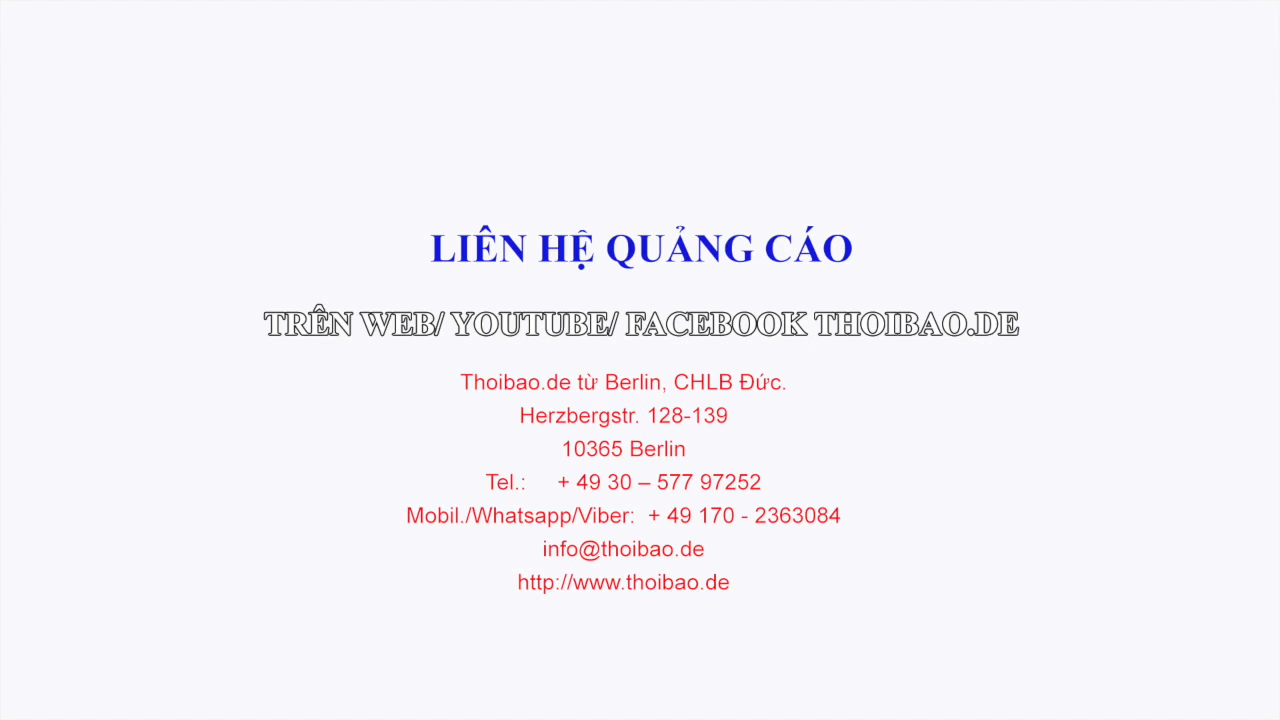 LIÊN HỆ QUẢNG CÁO
TRÊN WEB/ YOUTUBE/ FACEBOOK THOIBAO.DE
Thoibao.de từ Berlin, CHLB Đức.
Herzbergstr. 128-139
10365 Berlin
Tel.: + 49 30 – 577 97252
Mobil./Whatsapp/Viber: + 49 170 - 2363084
info@thoibao.de
http://www.thoibao.de